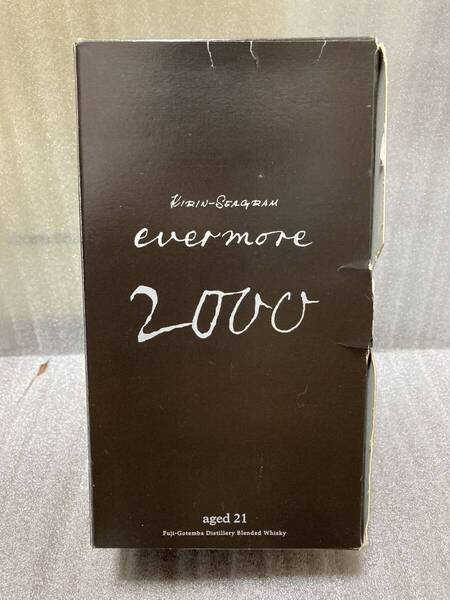 KIRIN-SEAGRAM
evermore
2000
aged 21
Fuji-Gotemba Distillery Blended Whisky